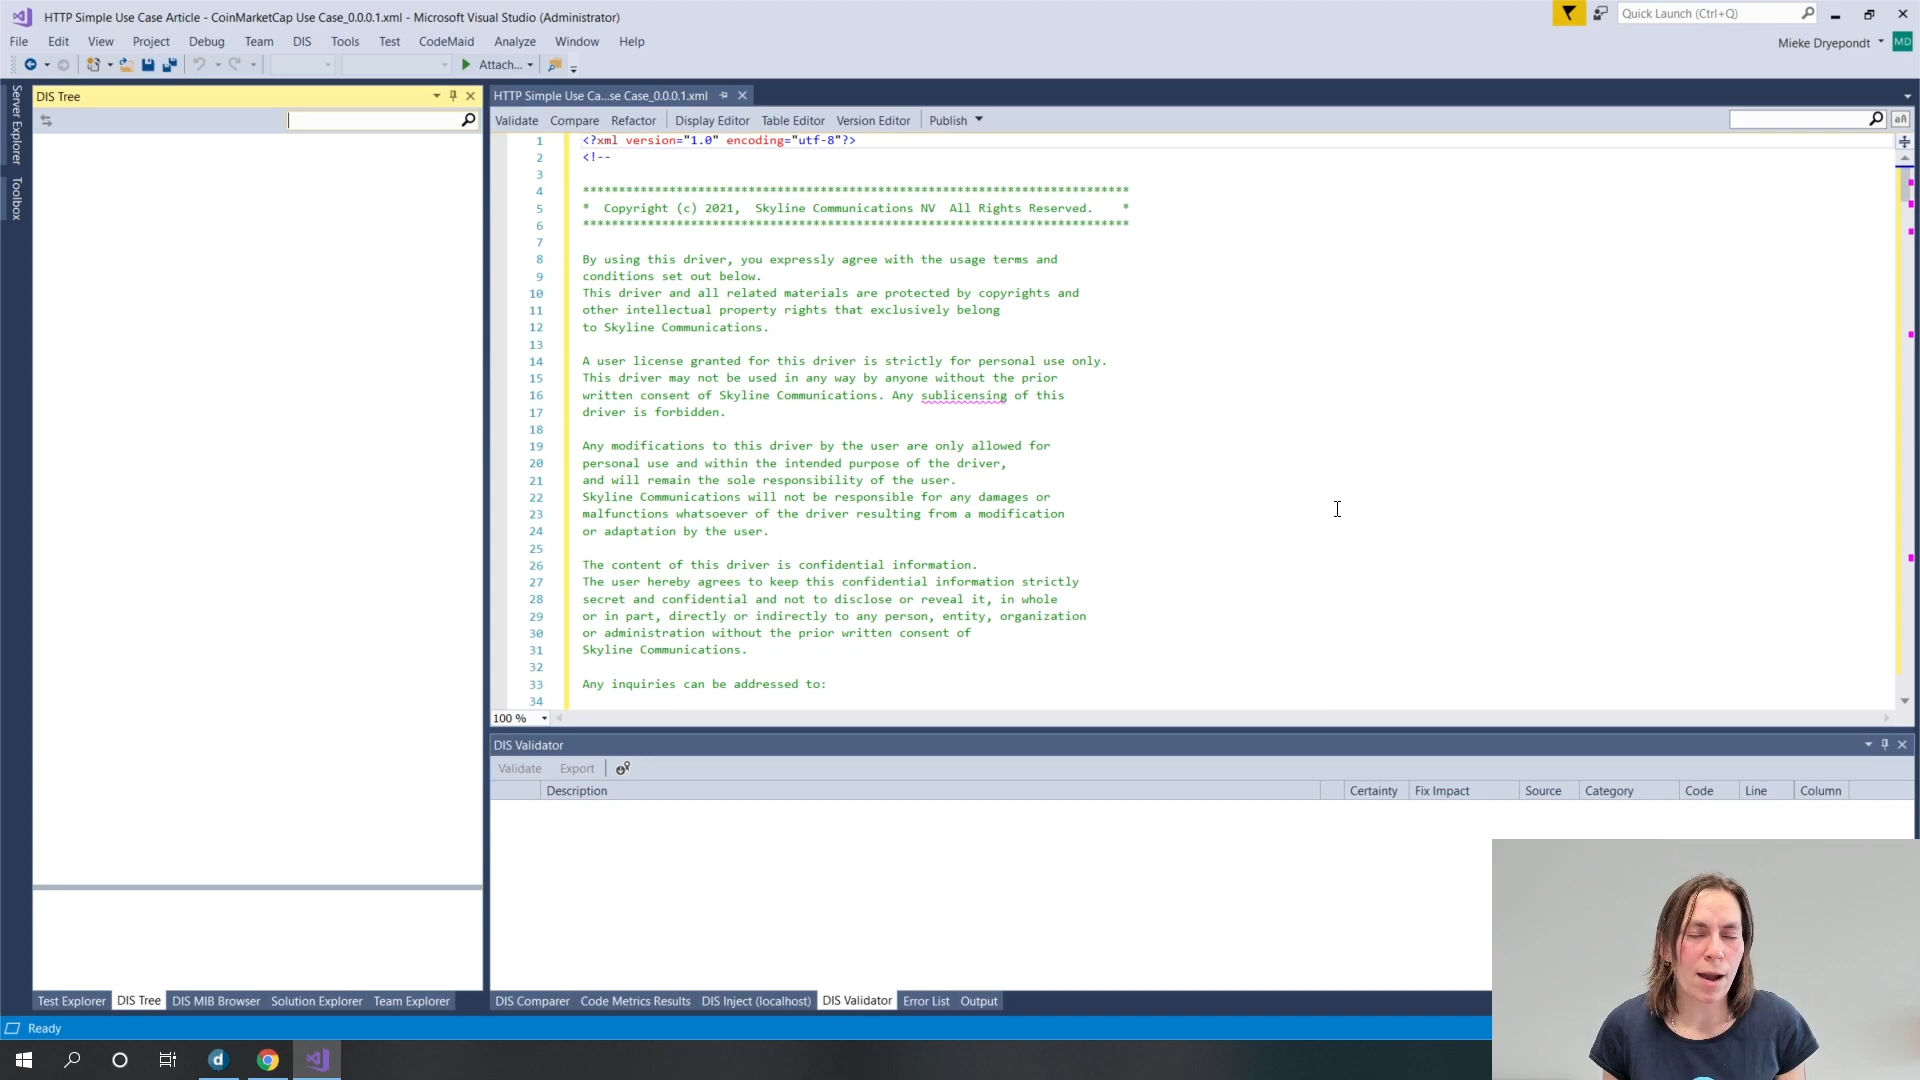 HTTP Simple Use Case Article - CoinMarketCap Use Case_0.0.0.1.xml - Microsoft Visual Studio (Administrator)
Quick Launch (Ctrl+Q)
File Edit View Project Debug Team DIS Tools Test CodeMaid Analyze Window Help
Mieke Dryepondt MD
Attach...
Server Explorer
Toolbox
DIS Tree
HTTP Simple Use Ca...se Case_0.0.0.1.xml
Validate Compare Refactor Display Editor Table Editor Version Editor Publish
1 <?xml version="1.0" encoding="utf-8"?>
2 <!--
3
4 ****************************************************************************
5 * Copyright (c) 2021, Skyline Communications NV All Rights Reserved. *
6 ****************************************************************************
7
8 By using this driver, you expressly agree with the usage terms and
9 conditions set out below.
10 This driver and all related materials are protected by copyrights and
11 other intellectual property rights that exclusively belong
12 to Skyline Communications.
13
14 A user license granted for this driver is strictly for personal use only.
15 This driver may not be used in any way by anyone without the prior
16 written consent of Skyline Communications. Any sublicensing of this
17 driver is forbidden.
18
19 Any modifications to this driver by the user are only allowed for
20 personal use and within the intended purpose of the driver,
21 and will remain the sole responsibility of the user.
22 Skyline Communications will not be responsible for any damages or
23 malfunctions whatsoever of the driver resulting from a modification
24 or adaptation by the user.
25
26 The content of this driver is confidential information.
27 The user hereby agrees to keep this confidential information strictly
28 secret and confidential and not to disclose or reveal it, in whole
29 or in part, directly or indirectly to any person, entity, organization
30 or administration without the prior written consent of
31 Skyline Communications.
32
33 Any inquiries can be addressed to:
34
100 %
DIS Validator
Validate Export
Description Certainty Fix Impact Source Category Code Line Column
Test Explorer DIS Tree DIS MIB Browser Solution Explorer Team Explorer
DIS Comparer Code Metrics Results DIS Inject (localhost) DIS Validator Error List Output
Ready